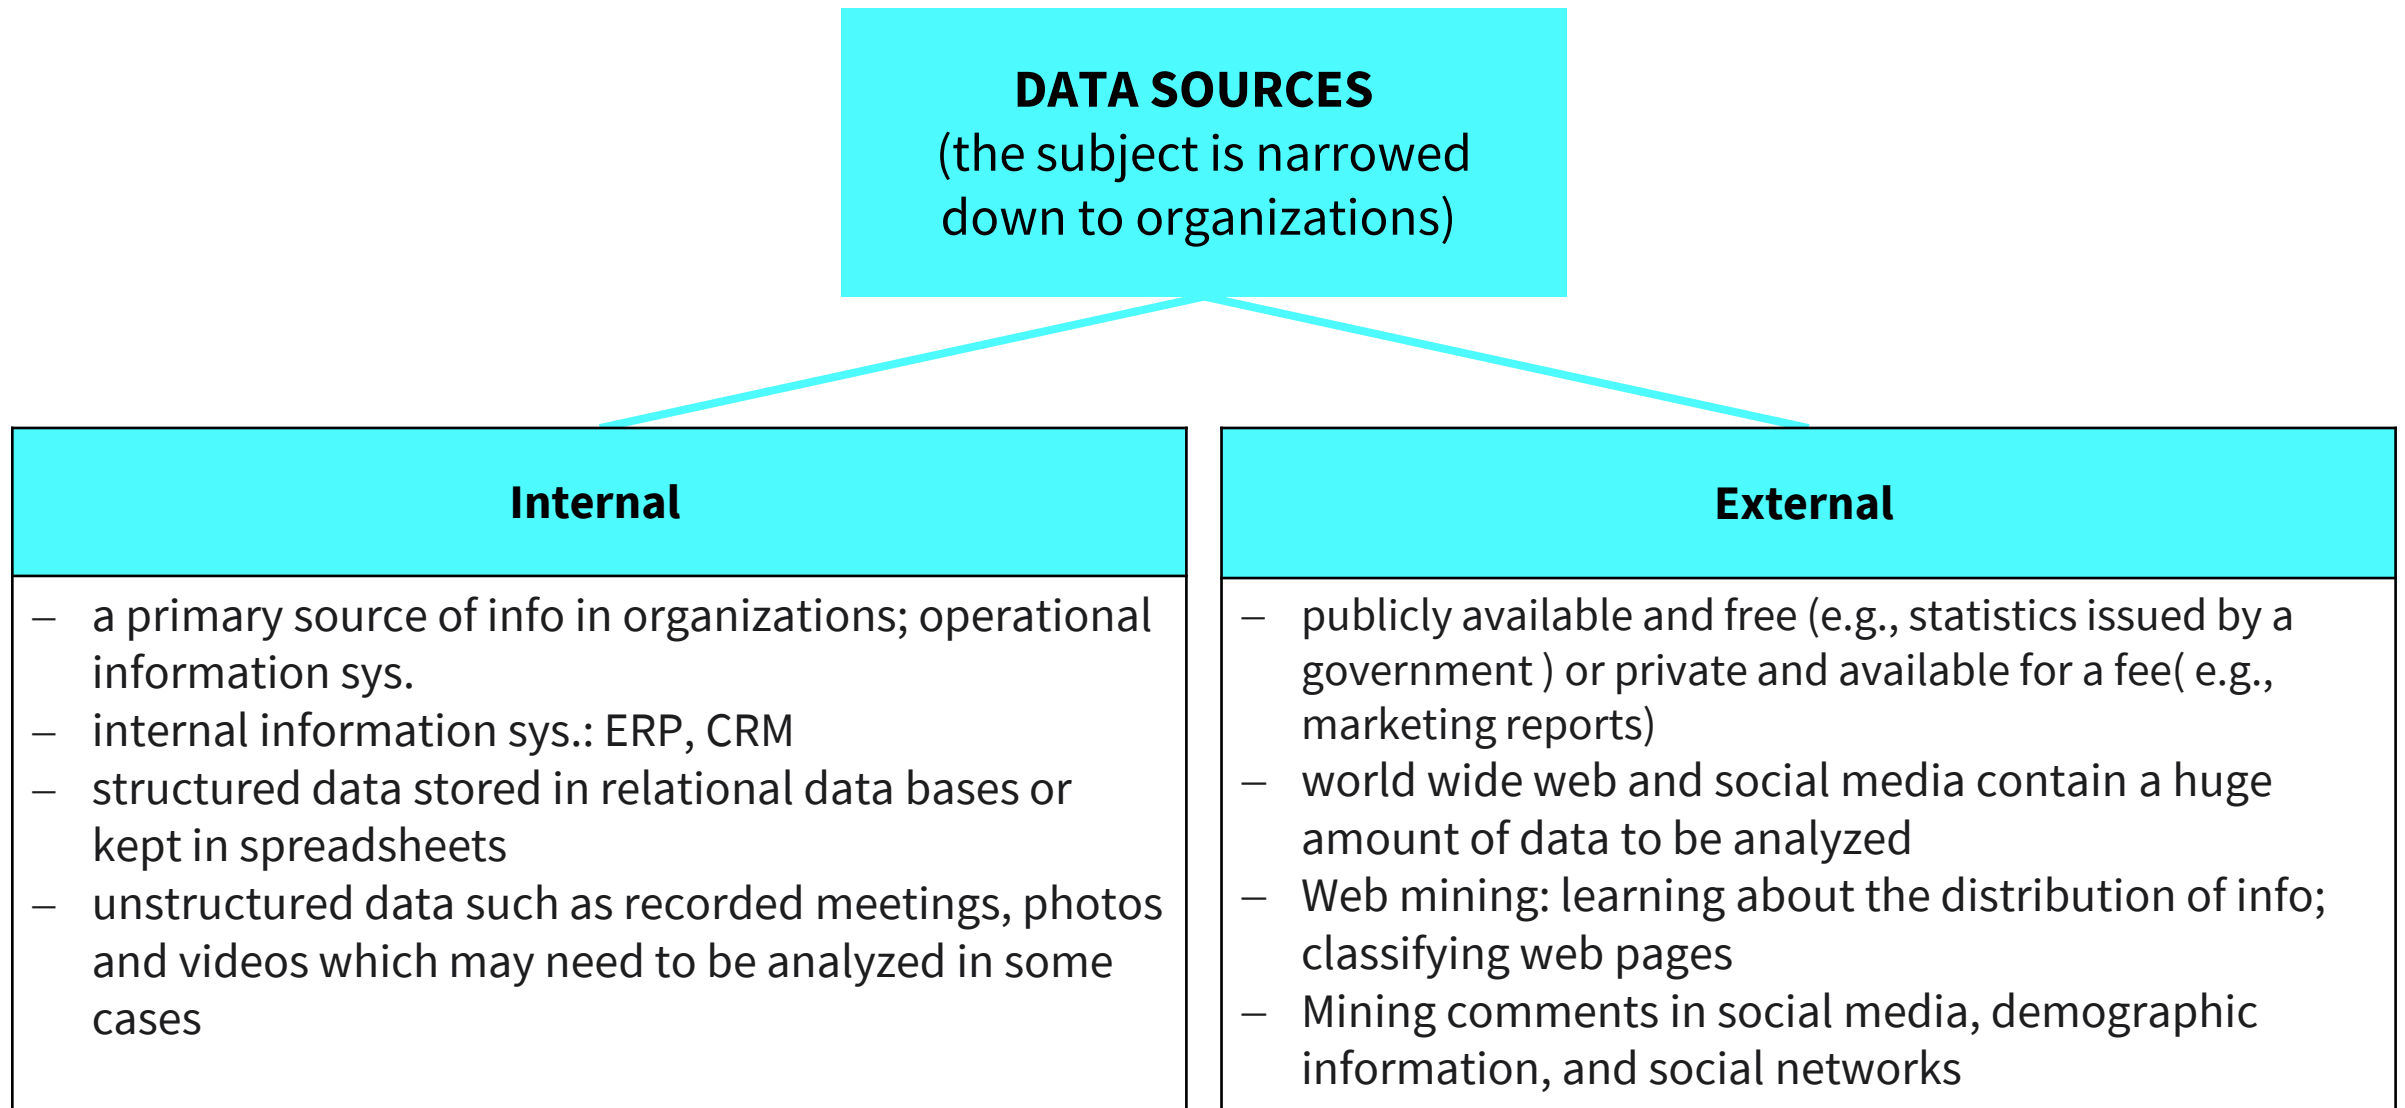 DATA SOURCES
(the subject is narrowed
down to organizations)
Internal
– a primary source of info in organizations; operational
information sys.
– internal information sys.: ERP, CRM
– structured data stored in relational data bases or
kept in spreadsheets
– unstructured data such as recorded meetings, photos
and videos which may need to be analyzed in some
cases
External
– publicly available and free (e.g., statistics issued by a
government ) or private and available for a fee( e.g.,
marketing reports)
– world wide web and social media contain a huge
amount of data to be analyzed
– Web mining: learning about the distribution of info;
classifying web pages
– Mining comments in social media, demographic
information, and social networks